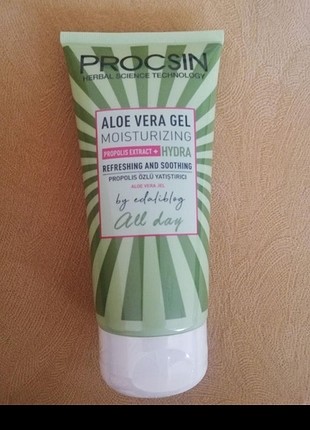 PROCSIN
HERBAL SCIENCE TECHNOLOGY
ALOE VERA GEL
MOISTURIZING
PROPOLIS EXTRACT + HYDRA
REFRESHING AND SOOTHING
PROPOLIS ÖZLÜ YATIŞTIRICI
ALOE VERA JEL
by edaliblog
All day